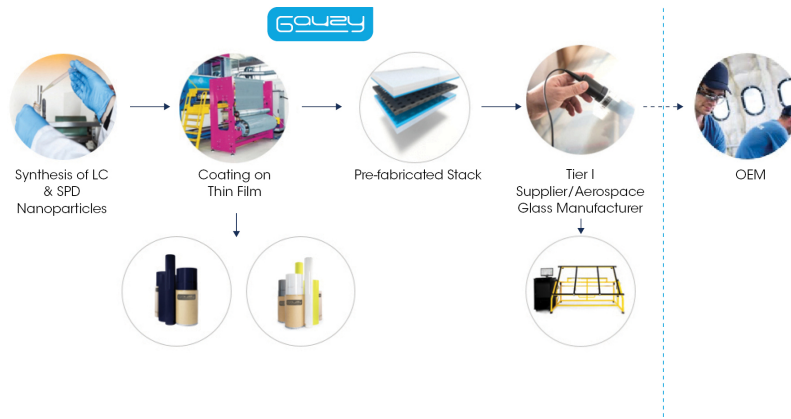 Gauzy
Synthesis of LC
& SPD
Nanoparticles
Coating on
Thin Film
Pre-fabricated Stack
Tier I
Supplier/Aerospace
Glass Manufacturer
OEM